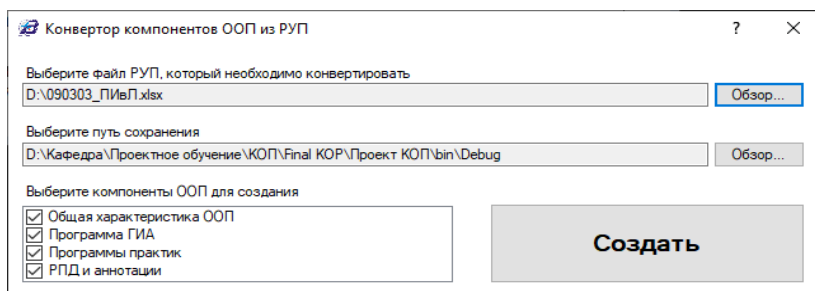 Конвертор компонентов ООП из РУП
? ×
Выберите файл РУП, который необходимо конвертировать
D:\090303_ПИвЛ.xlsx
Обзор...
Выберите путь сохранения
D:\Кафедра\Проектное обучение\КОП\Final KOP\Проект КОП\bin\Debug
Обзор...
Выберите компоненты ООП для создания
Общая характеристика ООП
Программа ГИА
Программы практик
РПД и аннотации
Создать